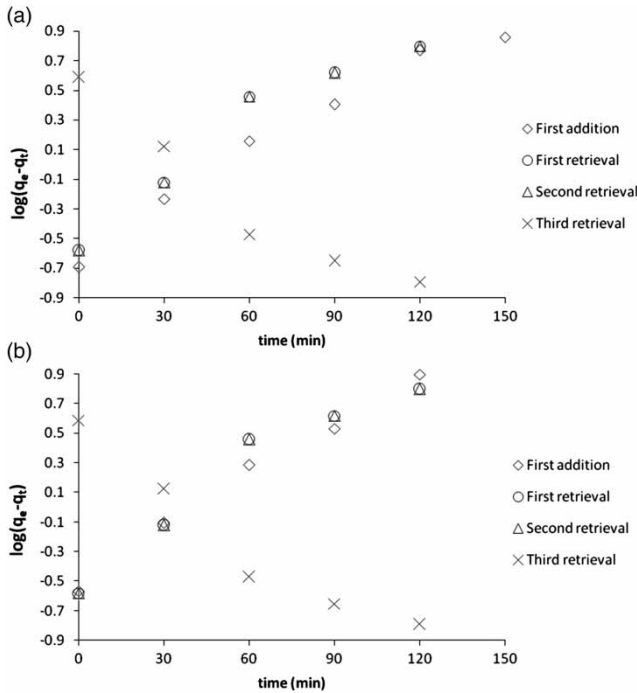 (a)
0.9
0.7
0.5
0.3
0.1
-0.1
-0.3
-0.5
-0.7
-0.9
log(qe-qt)
0 30 60 90 120 150
time (min)
First addition
First retrieval
Second retrieval
Third retrieval
(b)
0.9
0.7
0.5
0.3
0.1
-0.1
-0.3
-0.5
-0.7
-0.9
log(qe-qt)
0 30 60 90 120 150
time (min)
First addition
First retrieval
Second retrieval
Third retrieval